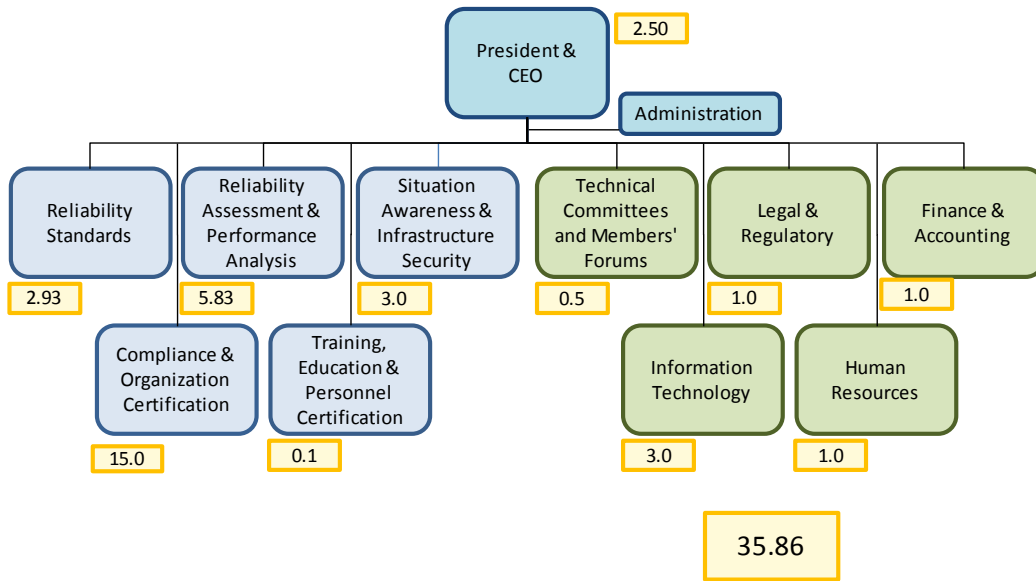 President &
CEO
2.50
Administration
Reliability
Standards
2.93
Reliability
Assessment &
Performance
Analysis
5.83
Situation
Awareness &
Infrastructure
Security
3.0
Technical
Committees
and Members'
Forums
0.5
Legal &
Regulatory
1.0
Finance &
Accounting
1.0
Compliance &
Organization
Certification
15.0
Training,
Education &
Personnel
Certification
0.1
Information
Technology
3.0
Human
Resources
1.0
35.86